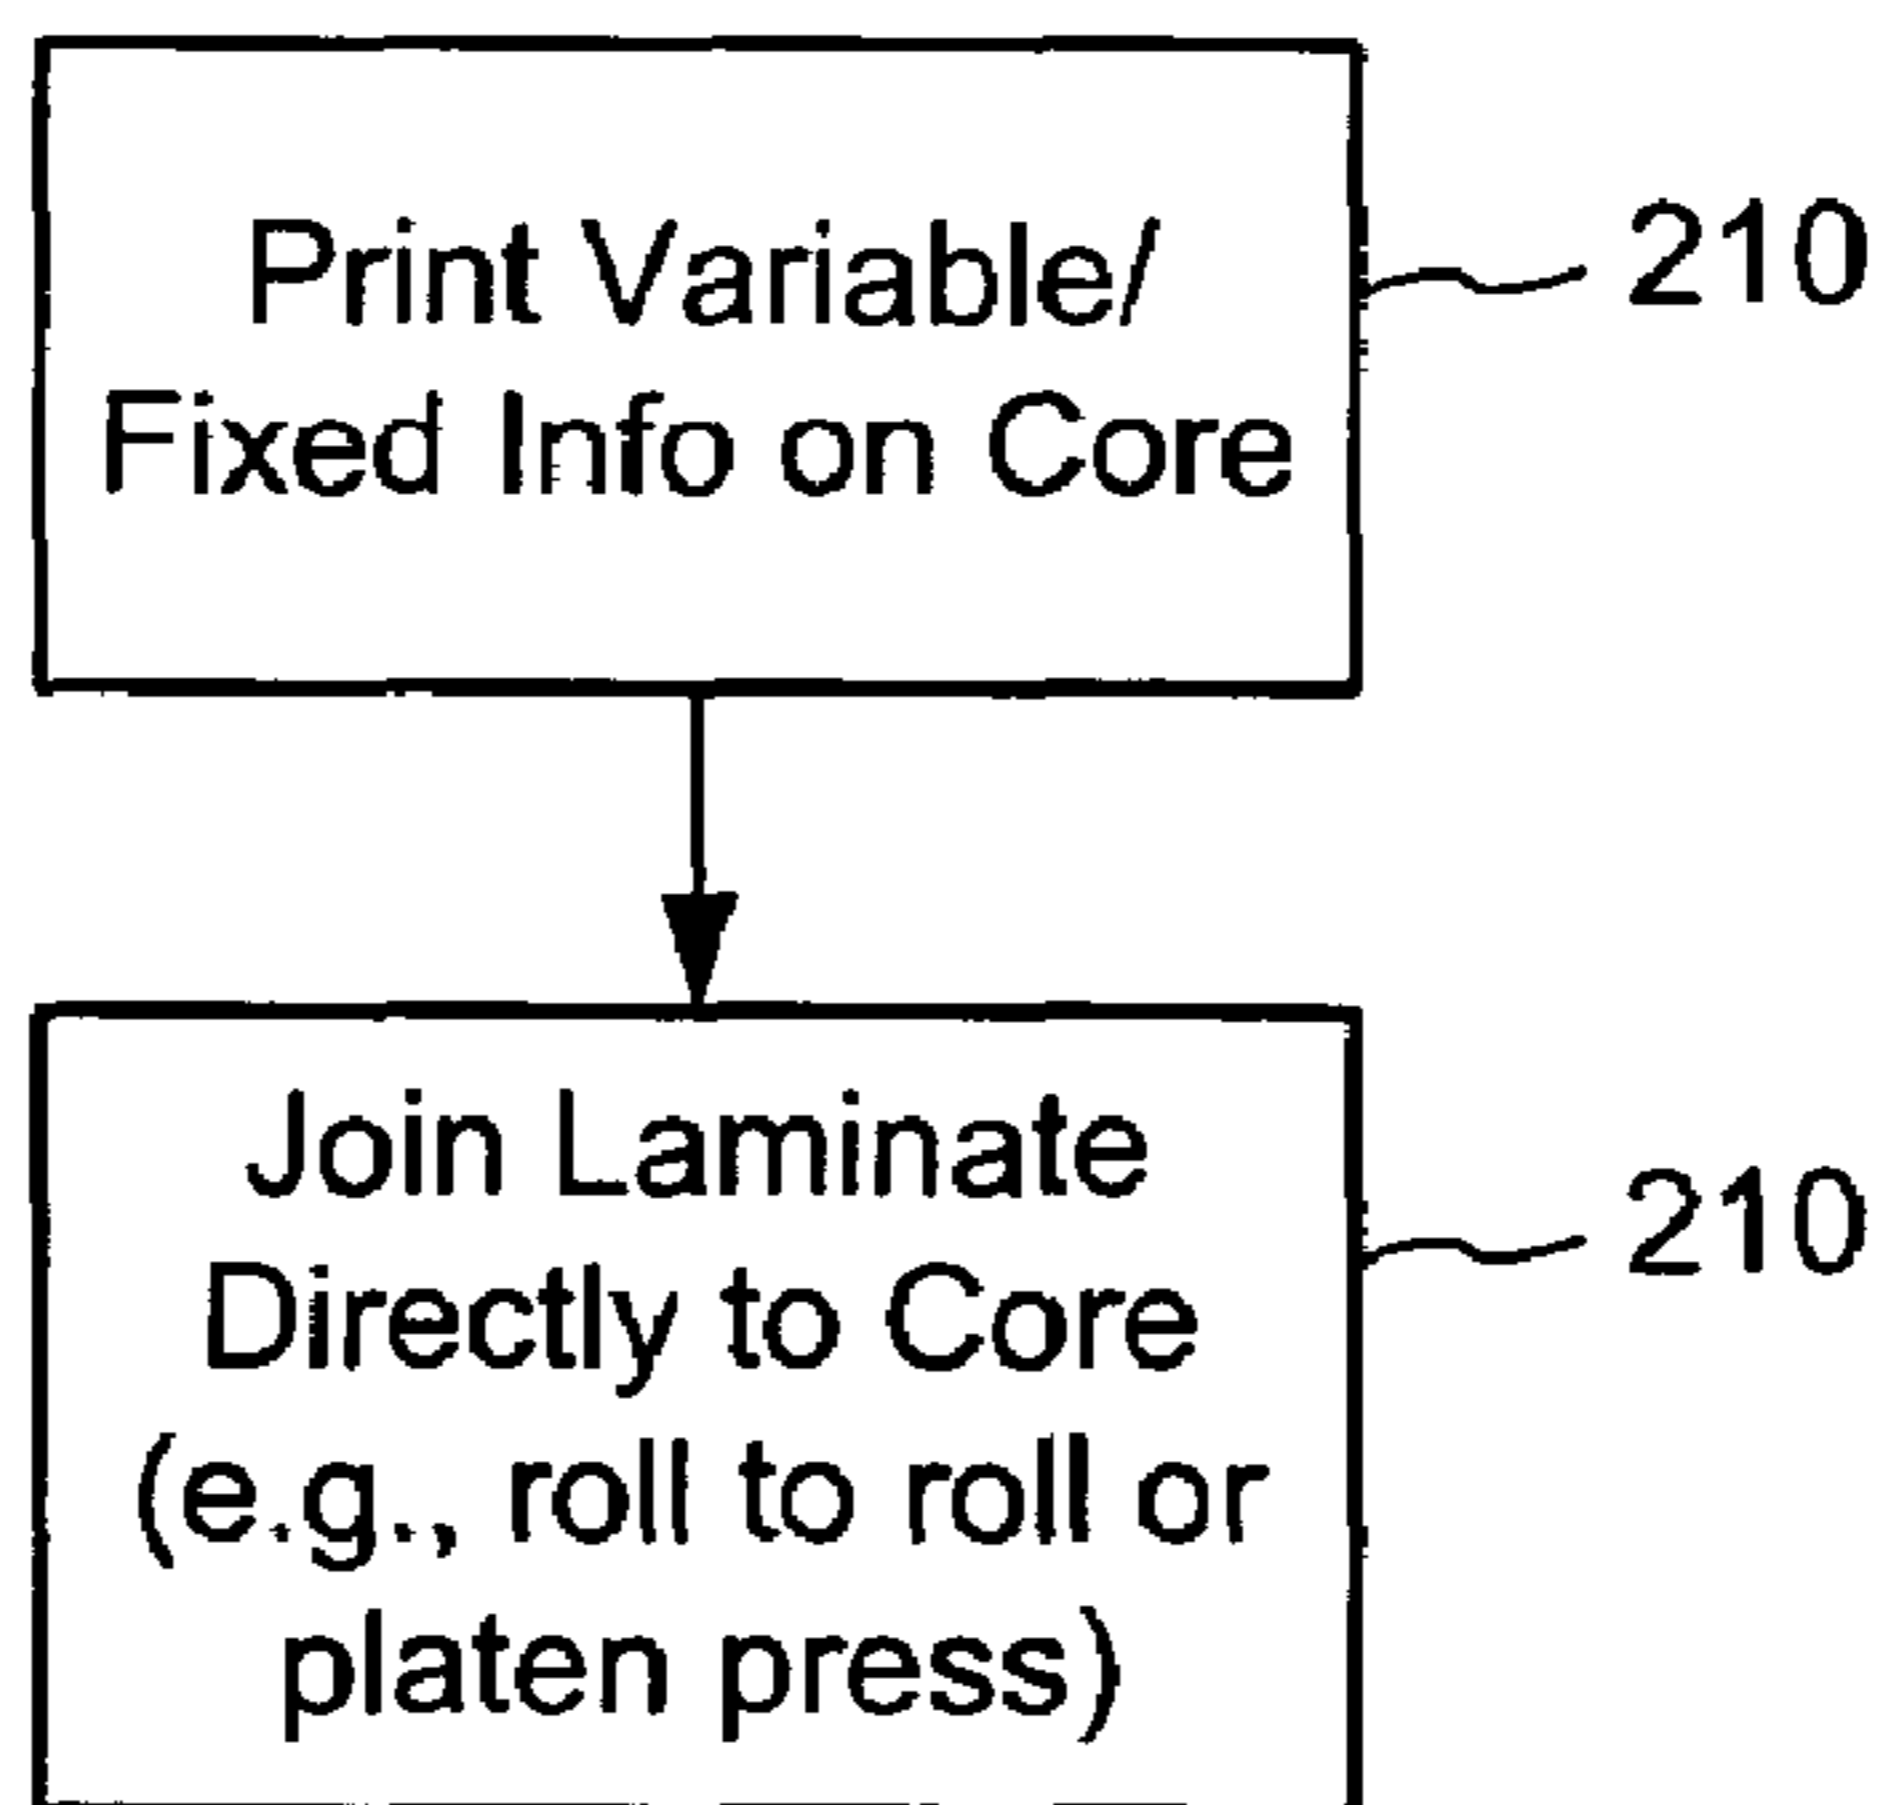 Print Variable/
210
Fixed Info on Core
Join Laminate
210
Directly to Core
(e.g., roll to roll or
platen press)